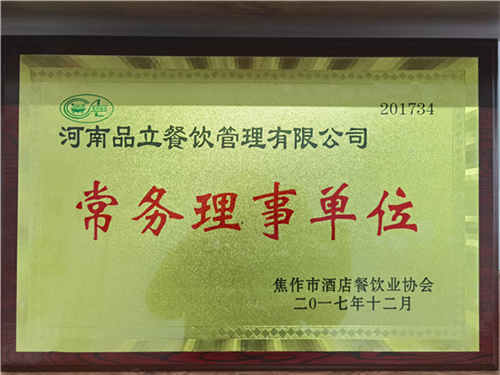 201734
河南品立餐饮管理有限公司
常务理事单位
焦作市酒店餐饮业协会
二〇一七年十二月